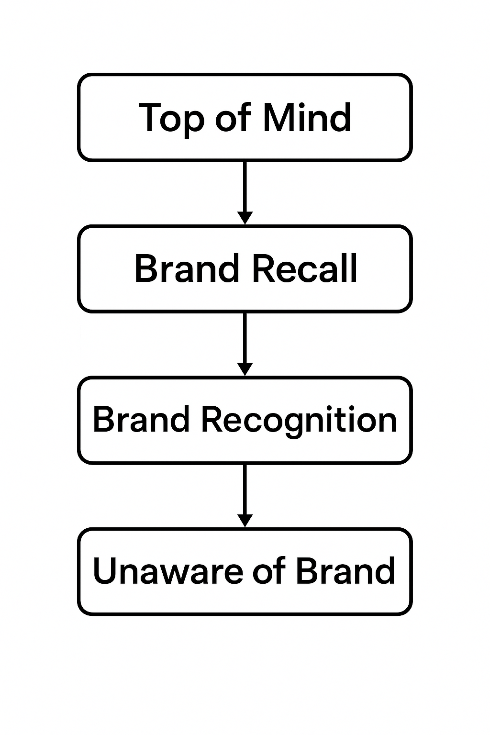 Top of Mind
Brand Recall
Brand Recognition
Unaware of Brand